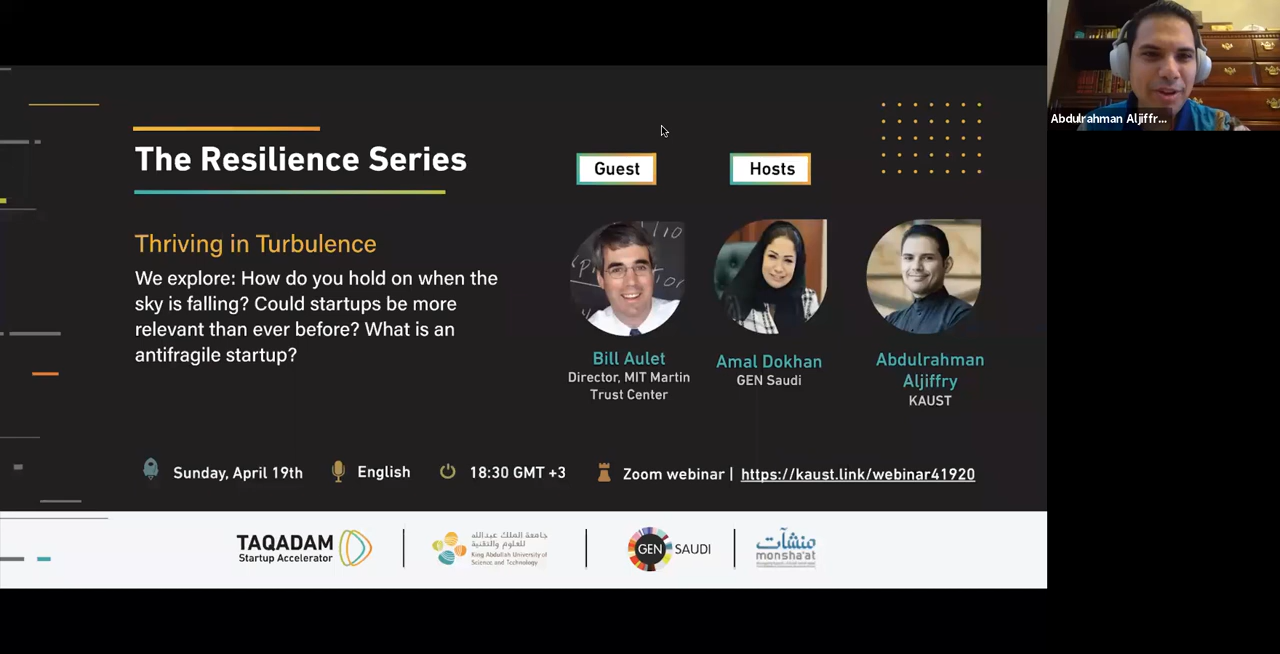 Abdulrahman Aljiffr...
The Resilience Series
Guest
Hosts
Thriving in Turbulence
We explore: How do you hold on when the
sky is falling? Could startups be more
relevant than ever before? What is an
antifragile startup?
Bill Aulet
Director, MIT Martin
Trust Center
Amal Dokhan
GEN Saudi
Abdulrahman
Aljiffry
KAUST
Sunday, April 19th
English
18:30 GMT +3
Zoom webinar | https://kaust.link/webinar41920
TAQADAM
Startup Accelerator
جامعة الملك عبدالله
للعلوم والتقنية
King Abdullah University of
Science and Technology
GEN SAUDI
منشآت
monsha'at